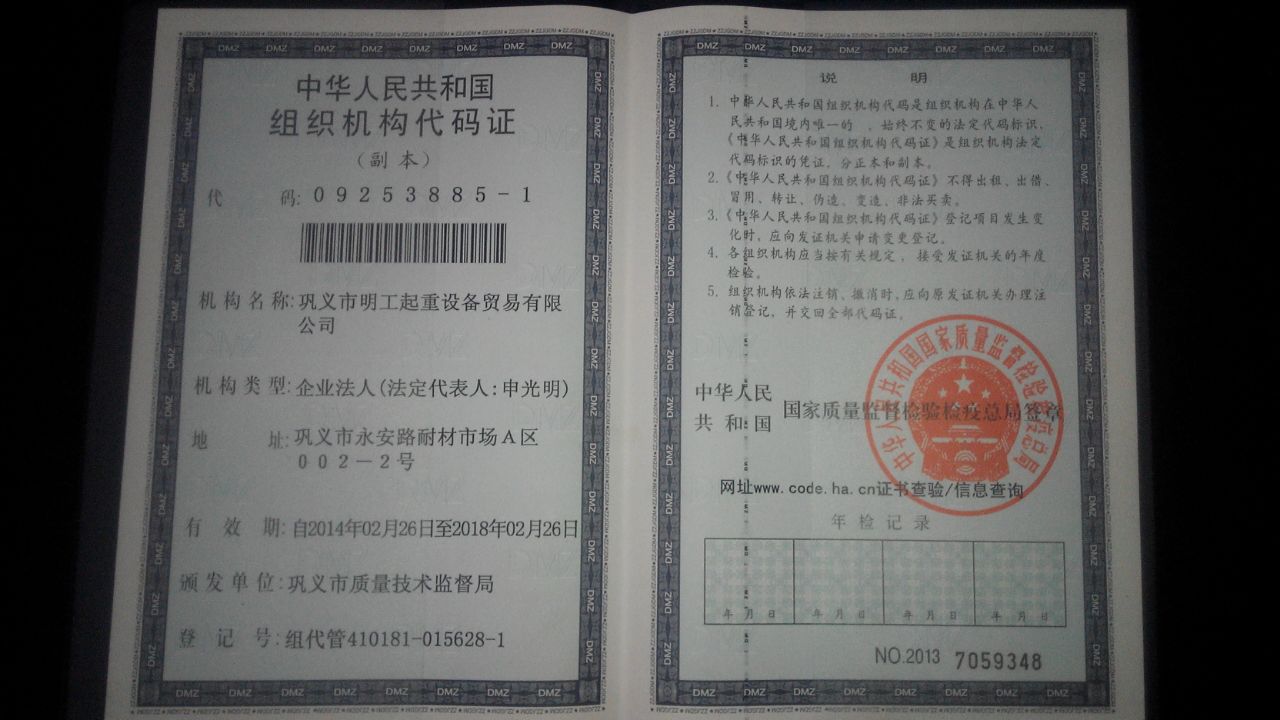 中华人民共和国
组织机构代码证
(副本)
代 码: 09253885-1
机构名称: 巩义市明工起重设备贸易有限
公司
机构类型: 企业法人(法定代表人:申光明)
地 址: 巩义市永安路耐材市场A区
002-2号
有 效 期: 自2014年02月26日至2018年02月26日
颁发单位: 巩义市质量技术监督局
登 记 号: 组代管410181-015628-1
说 明
1. 中华人民共和国组织机构代码是组织机构在中华人
民共和国境内唯一的 、始终不变的法定代码标识,
《中华人民共和国组织机构代码证》是组织机构法定
代码标识的凭证,分正本和副本。
2. 《中华人民共和国组织机构代码证》不得出租、出借、
冒用、转让、伪造、变造、非法买卖。
3. 《中华人民共和国组织机构代码证》登记项目发生变
化时,应向发证机关申请变更登记。
4. 各组织机构应当按有关规定,接受发证机关的年度
检验。
5. 组织机构依法注销、撤消时,应向原发证机关办理注
销登记,并交回全部代码证。
中华人民
共和国 国家质量监督检验检疫总局签章
中华人民共和国国家质量监督检验检疫总局
网址www.code.ha.cn证书查验/信息查询
年检记录
年 月 日 年 月 日 年 月 日 年 月 日
NO.2013 7059348